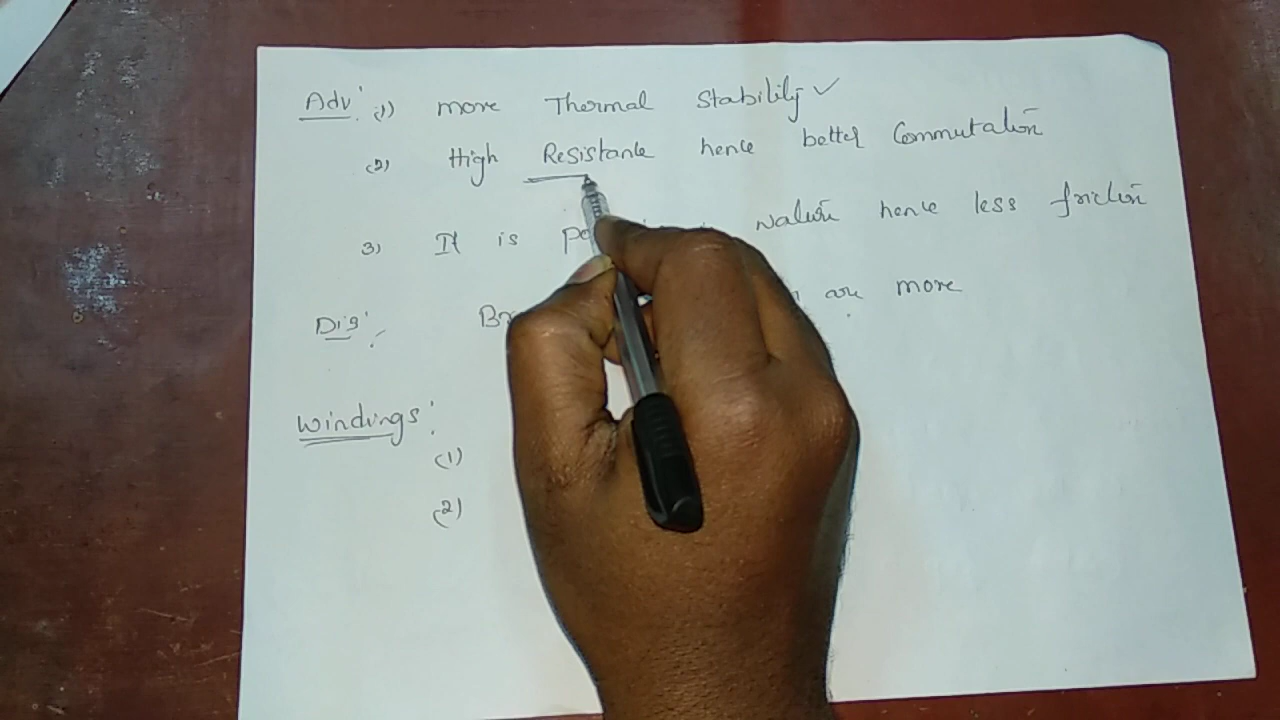 Adv: (1) more Thermal Stability ✓
(2) High Resistance hence better Commutation
3) It is in nature hence less friction
Dis: are more
Windings:
(1)
(2)